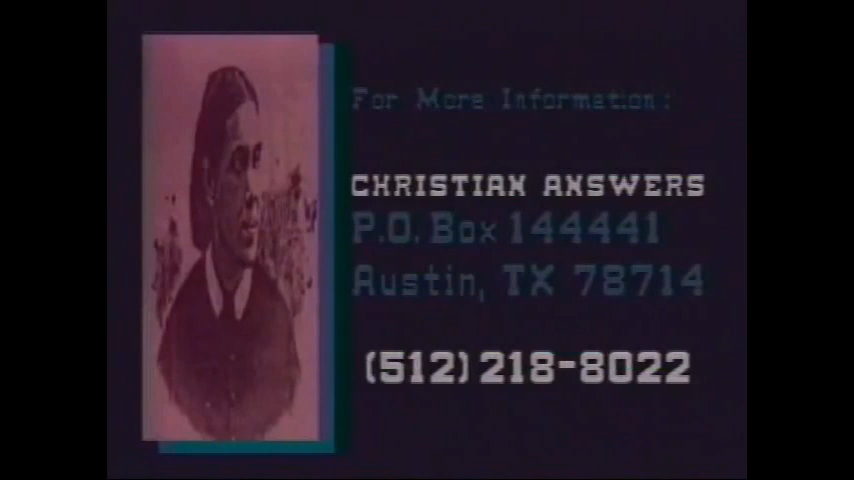 For More Information:
CHRISTIAN ANSWERS
P.O. Box 144441
Austin, TX 78714
(512) 218-8022